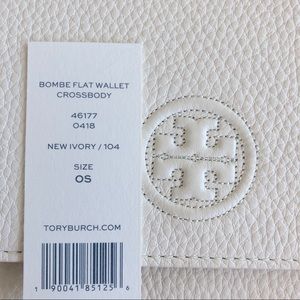 BOMBE FLAT WALLET
CROSSBODY
46177
0418
NEW IVORY / 104
SIZE
OS
TORYBURCH.COM
1 90041 85125 6